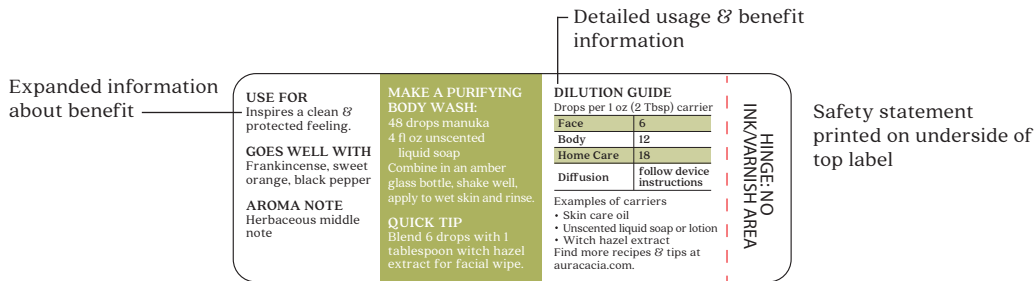 Detailed usage & benefit
information
Expanded information
about benefit
USE FOR
Inspires a clean &
protected feeling.
GOES WELL WITH
Frankincense, sweet
orange, black pepper
AROMA NOTE
Herbaceous middle
note
MAKE A PURIFYING
BODY WASH:
48 drops manuka
4 fl oz unscented
liquid soap
Combine in an amber
glass bottle, shake well,
apply to wet skin and rinse.
QUICK TIP
Blend 6 drops with 1
tablespoon witch hazel
extract for facial wipe.
DILUTION GUIDE
Drops per 1 oz (2 Tbsp) carrier
Face 6
Body 12
Home Care 18
Diffusion follow device
instructions
Examples of carriers
• Skin care oil
• Unscented liquid soap or lotion
• Witch hazel extract
Find more recipes & tips at
auracacia.com.
HINGE: NO
INK/VARNISH AREA
Safety statement
printed on underside of
top label